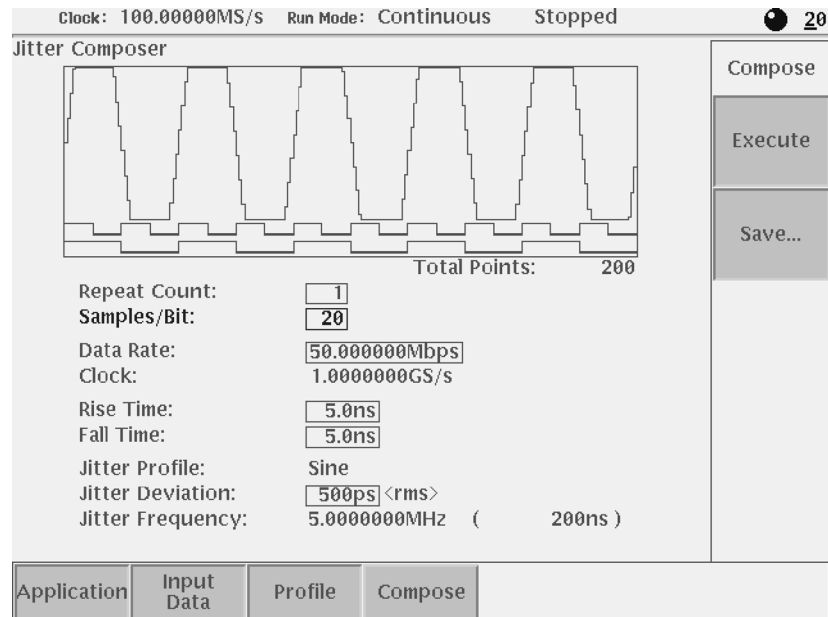 Clock: 100.00000MS/s Run Mode: Continuous Stopped 20
Jitter Composer
Compose
Execute
Save...
Total Points: 200
Repeat Count: 1
Samples/Bit: 20
Data Rate: 50.000000Mbps
Clock: 1.0000000GS/s
Rise Time: 5.0ns
Fall Time: 5.0ns
Jitter Profile: Sine
Jitter Deviation: 500ps <rms>
Jitter Frequency: 5.0000000MHz ( 200ns )
Application
Input
Data
Profile
Compose